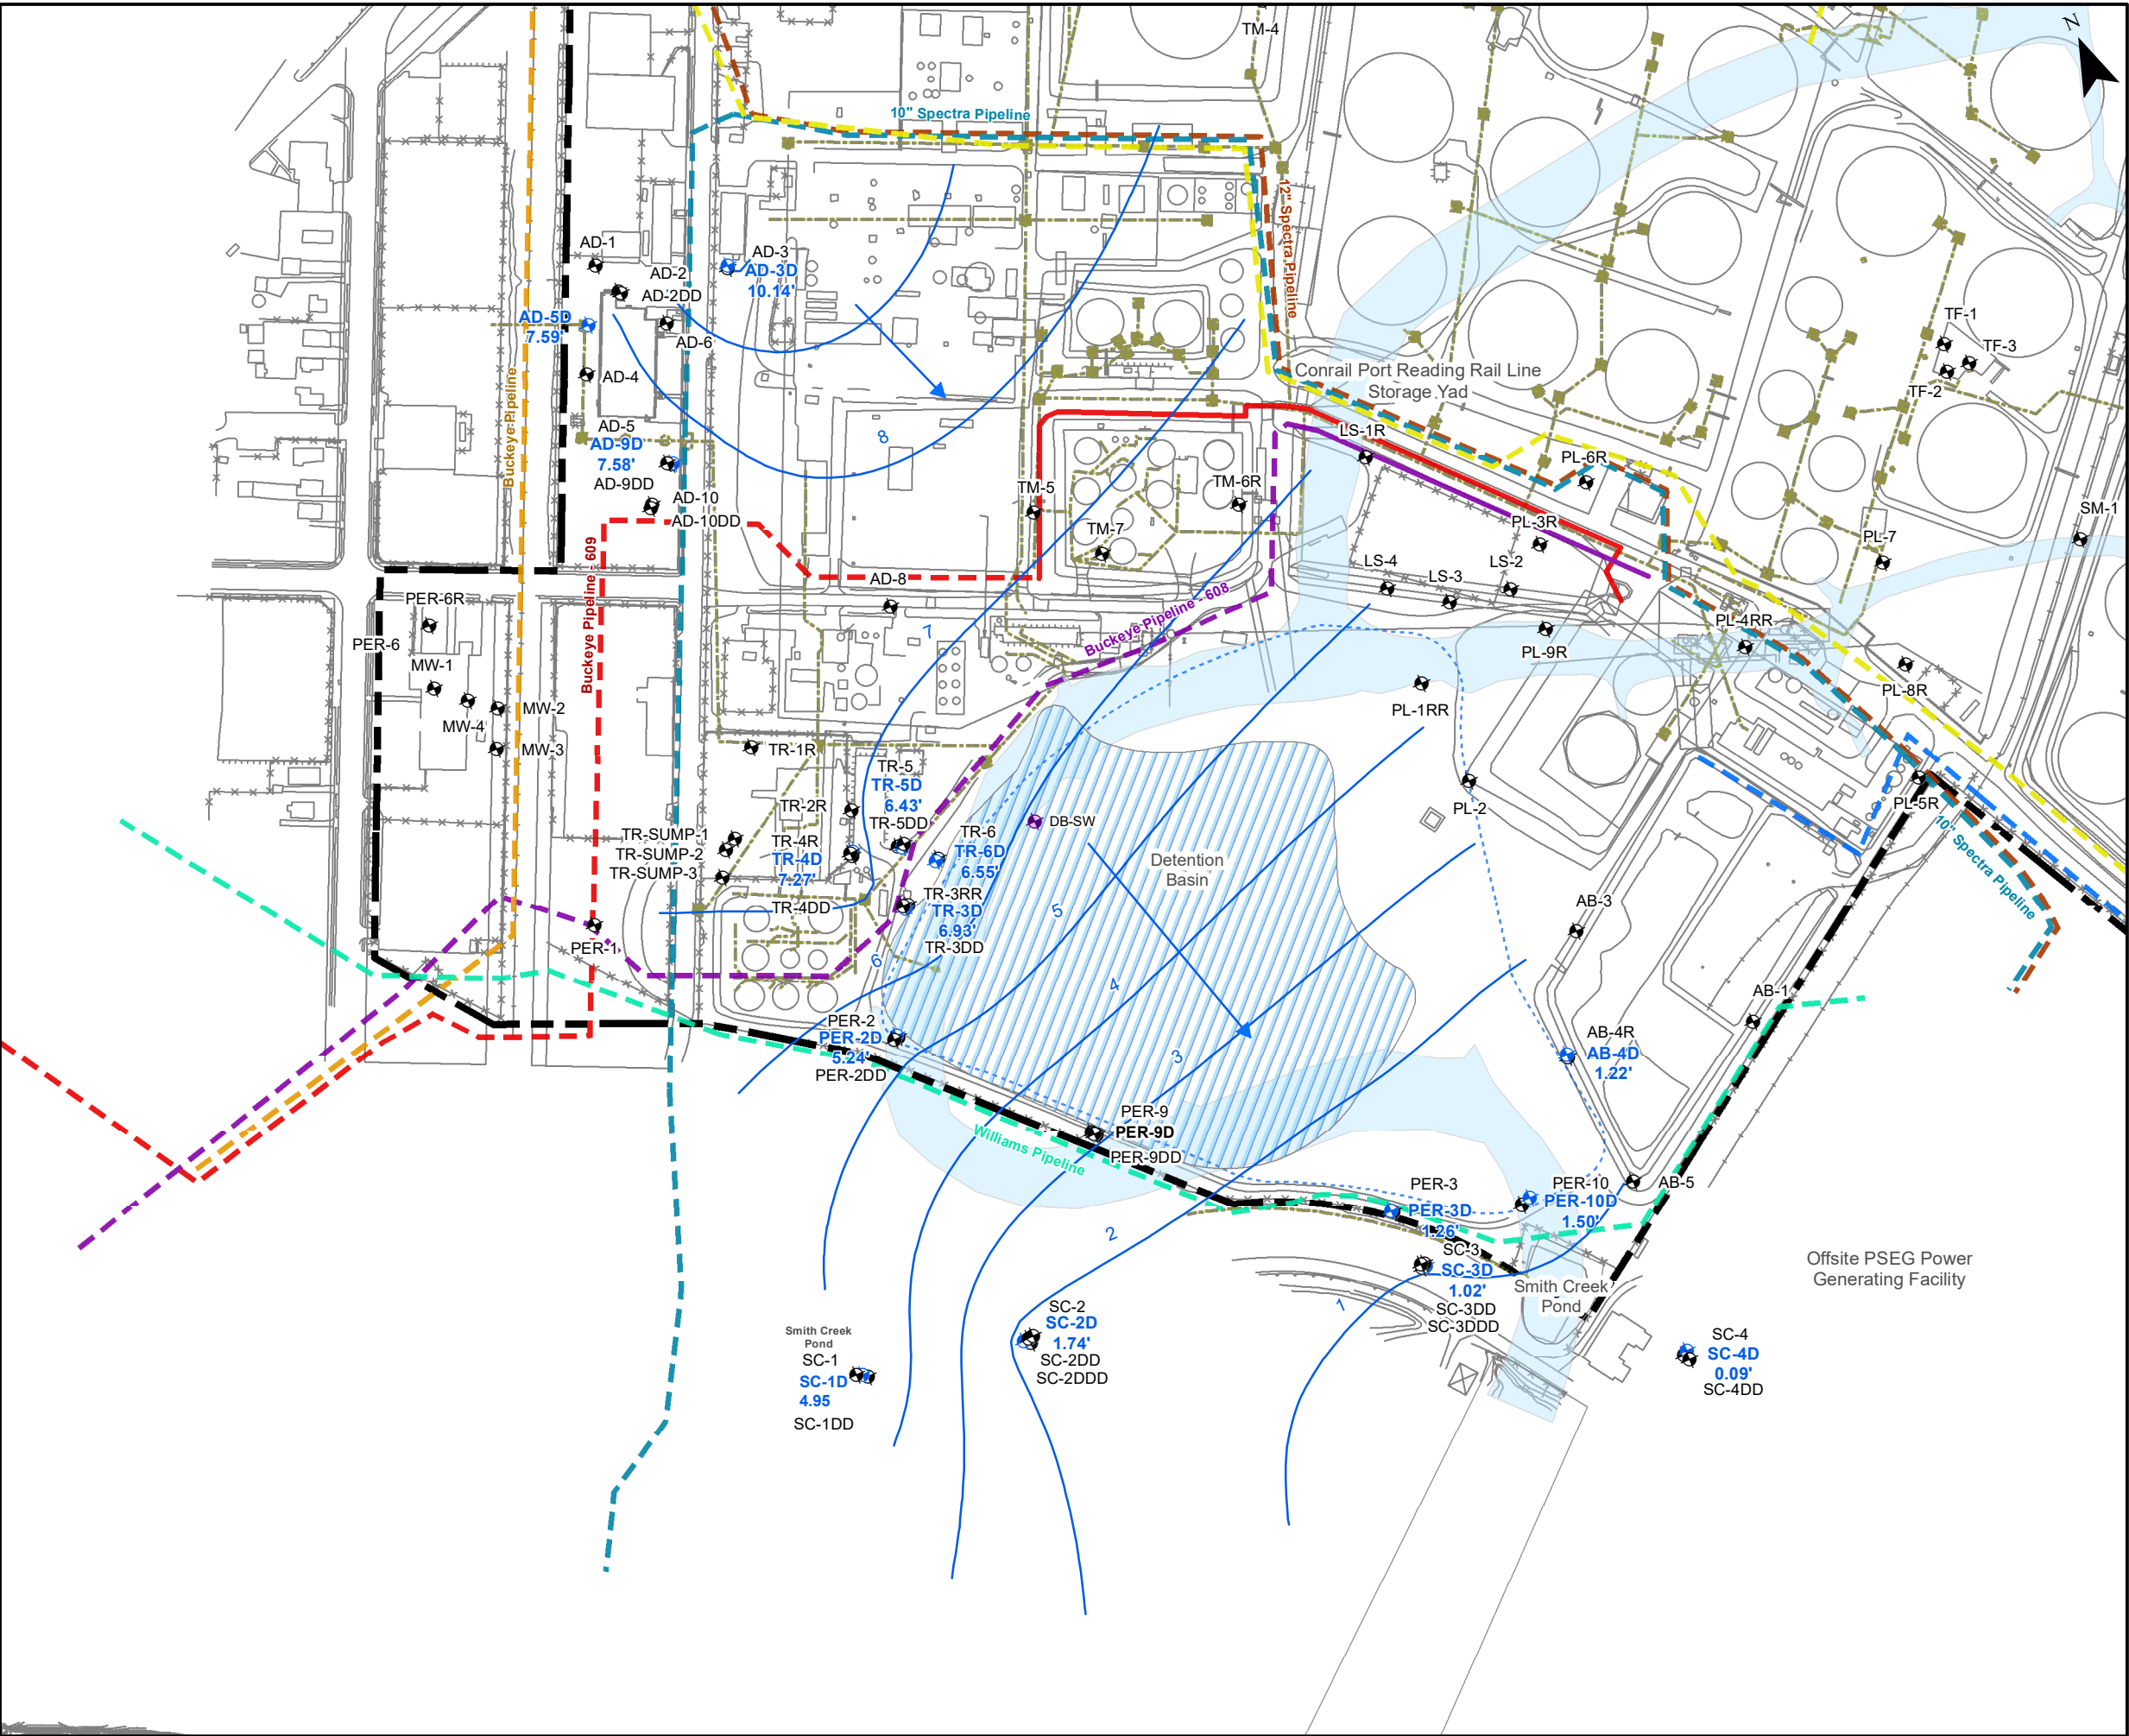 N
TM-4
10" Spectra Pipeline
12" Spectra Pipeline
AD-1
AD-3
AD-3D
10.14'
AD-2
AD-2DD
AD-5D
7.59'
AD-6
AD-4
TF-1
TF-3
TF-2
Conrail Port Reading Rail Line
Storage Yad
Buckeye Pipeline
AD-5
AD-9D
7.58'
AD-9DD
8
LS-1R
PL-6R
TM-5
TM-6R
AD-10
AD-10DD
SM-1
PL-3R
TM-7
PL-7
Buckeye Pipeline - 609
AD-8
LS-4
LS-3
LS-2
PER-6R
Buckeye Pipeline - 608
PER-6
7
PL-4RR
PL-9R
MW-1
PL-8R
MW-4
MW-2
PL-1RR
MW-3
TR-1R
TR-5
TR-5D
6.43'
TR-5DD
TR-2R
PL-2
PL-5R
DB-SW
TR-SUMP-1
TR-SUMP-2
TR-SUMP-3
TR-4R
TR-4D
7.27'
TR-6
TR-6D
6.55'
Detention
Basin
10" Spectra Pipeline
TR-3RR
TR-3D
6.93'
TR-3DD
TR-4DD
5
AB-3
PER-1
6
4
AB-1
PER-2
PER-2D
5.24'
PER-2DD
AB-4R
AB-4D
1.22'
3
PER-9
PER-9D
PER-9DD
Williams Pipeline
PER-3
PER-3D
1.26'
PER-10
PER-10D
1.50'
AB-5
2
SC-3
SC-3D
1.02'
SC-3DD
SC-3DDD
Offsite PSEG Power
Generating Facility
Smith Creek
Pond
1
SC-2
SC-2D
1.74'
SC-2DD
SC-2DDD
Smith Creek
Pond
SC-1
SC-1D
4.95
SC-1DD
SC-4
SC-4D
0.09'
SC-4DD